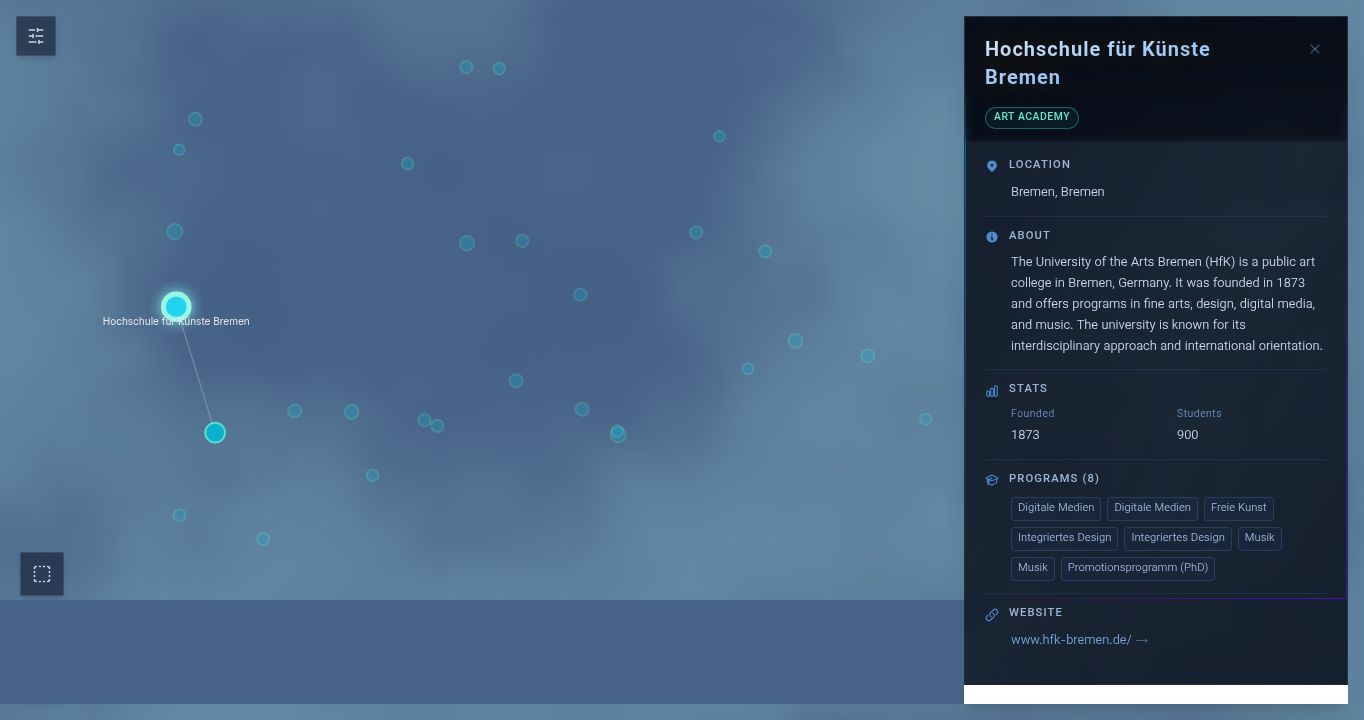 Hochschule für Künste Bremen
Hochschule für Künste
Bremen
ART ACADEMY
LOCATION
Bremen, Bremen
ABOUT
The University of the Arts Bremen (HfK) is a public art
college in Bremen, Germany. It was founded in 1873
and offers programs in fine arts, design, digital media,
and music. The university is known for its
interdisciplinary approach and international orientation.
STATS
Founded Students
1873 900
PROGRAMS (8)
Digitale Medien Digitale Medien Freie Kunst
Integriertes Design Integriertes Design Musik
Musik Promotionsprogramm (PhD)
WEBSITE
www.hfk-bremen.de/ →